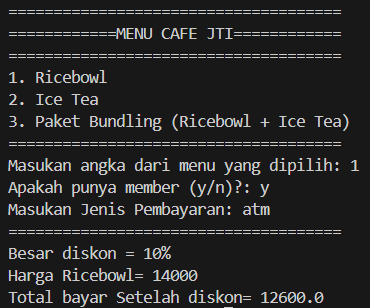 =====================================
============MENU CAFE JTI============
=====================================
1. Ricebowl
2. Ice Tea
3. Paket Bundling (Ricebowl + Ice Tea)
=====================================
Masukan angka dari menu yang dipilih: 1
Apakah punya member (y/n)?: y
Masukan Jenis Pembayaran: atm
=====================================
Besar diskon = 10%
Harga Ricebowl= 14000
Total bayar Setelah diskon= 12600.0